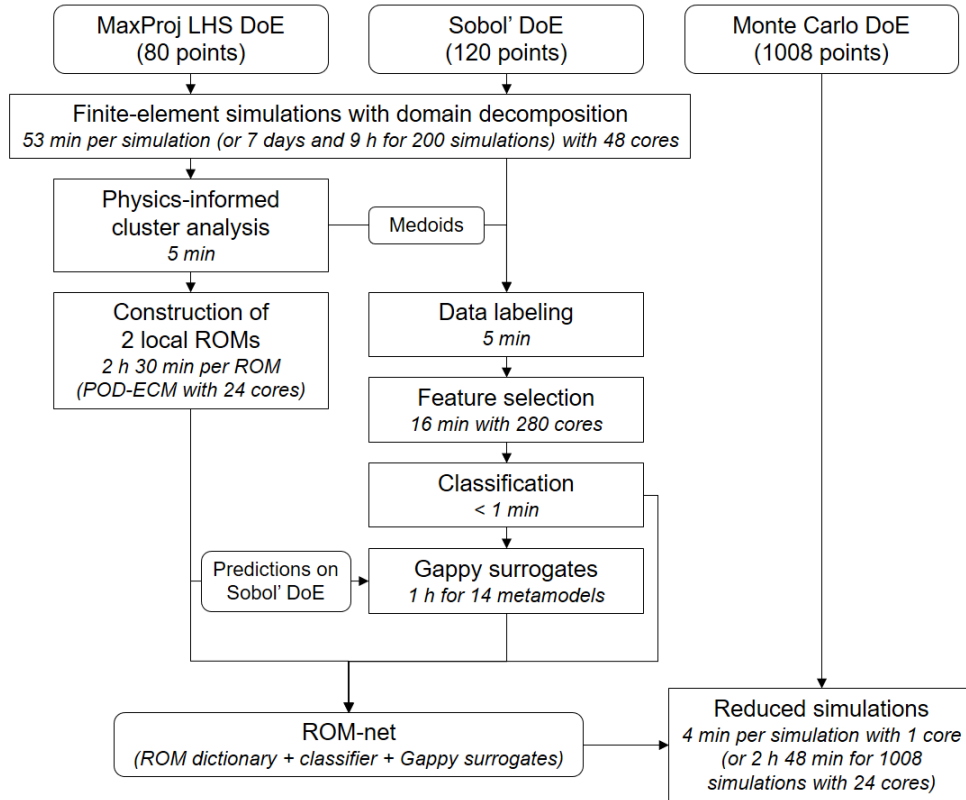 MaxProj LHS DoE
(80 points)
Sobol' DoE
(120 points)
Monte Carlo DoE
(1008 points)
Finite-element simulations with domain decomposition
53 min per simulation (or 7 days and 9 h for 200 simulations) with 48 cores
Physics-informed
cluster analysis
5 min
Medoids
Construction of
2 local ROMs
2 h 30 min per ROM
(POD-ECM with 24 cores)
Data labeling
5 min
Feature selection
16 min with 280 cores
Classification
< 1 min
Predictions on
Sobol' DoE
Gappy surrogates
1 h for 14 metamodels
ROM-net
(ROM dictionary + classifier + Gappy surrogates)
Reduced simulations
4 min per simulation with 1 core
(or 2 h 48 min for 1008
simulations with 24 cores)